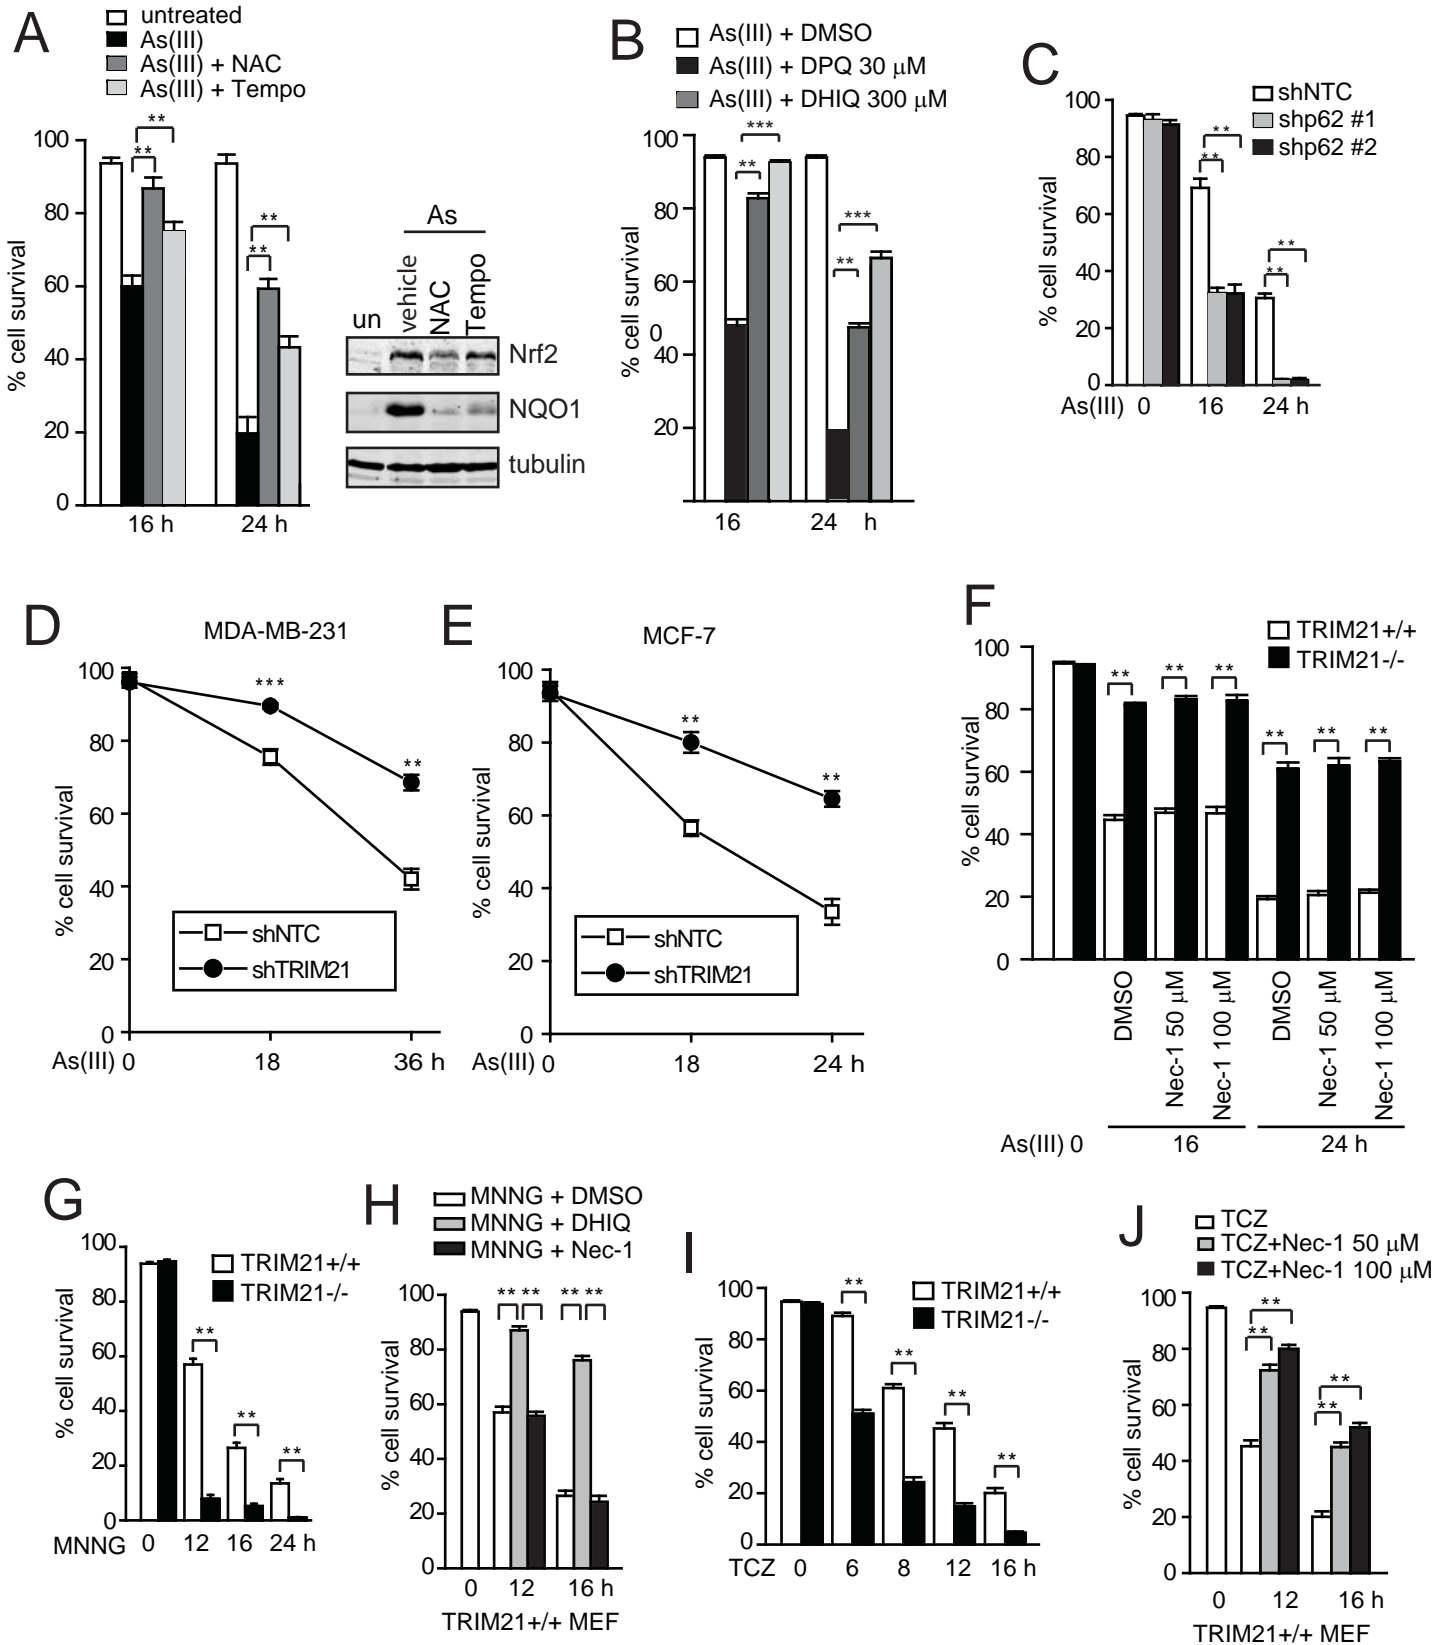 A
untreated
As(III)
As(III) + NAC
As(III) + Tempo
% cell survival
100
80
60
40
20
0
** ** ** **
16 h 24 h
As
un vehicle NAC Tempo
Nrf2
NQO1
tubulin
B
As(III) + DMSO
As(III) + DPQ 30 μM
As(III) + DHIQ 300 μM
% cell survival
100
80
60
0
40
20
*** ** *** **
16 24 h
C
shNTC
shp62 #1
shp62 #2
% cell survival
100
80
60
40
20
0
** ** ** **
As(III) 0 16 24 h
D
MDA-MB-231
% cell survival
100
80
60
40
20
0
*** **
shNTC
shTRIM21
As(III) 0 18 36 h
E
MCF-7
% cell survival
100
80
60
40
20
0
** **
shNTC
shTRIM21
0 18 24 h
F
TRIM21+/+
TRIM21-/-
% cell survival
100
80
60
40
20
0
** ** ** ** ** **
DMSO Nec-1 50 μM Nec-1 100 μM DMSO Nec-1 50 μM Nec-1 100 μM
As(III) 0 16 24 h
G
TRIM21+/+
TRIM21-/-
% cell survival
100
80
60
40
20
0
** ** **
MNNG 0 12 16 24 h
H
MNNG + DMSO
MNNG + DHIQ
MNNG + Nec-1
% cell survival
100
80
60
40
20
0
** ** ** **
0 12 16 h
TRIM21+/+ MEF
I
TRIM21+/+
TRIM21-/-
% cell survival
100
80
60
40
20
0
** ** ** **
TCZ 0 6 8 12 16 h
J
TCZ
TCZ+Nec-1 50 μM
TCZ+Nec-1 100 μM
% cell survival
100
80
60
40
20
0
** ** ** **
0 12 16 h
TRIM21+/+ MEF